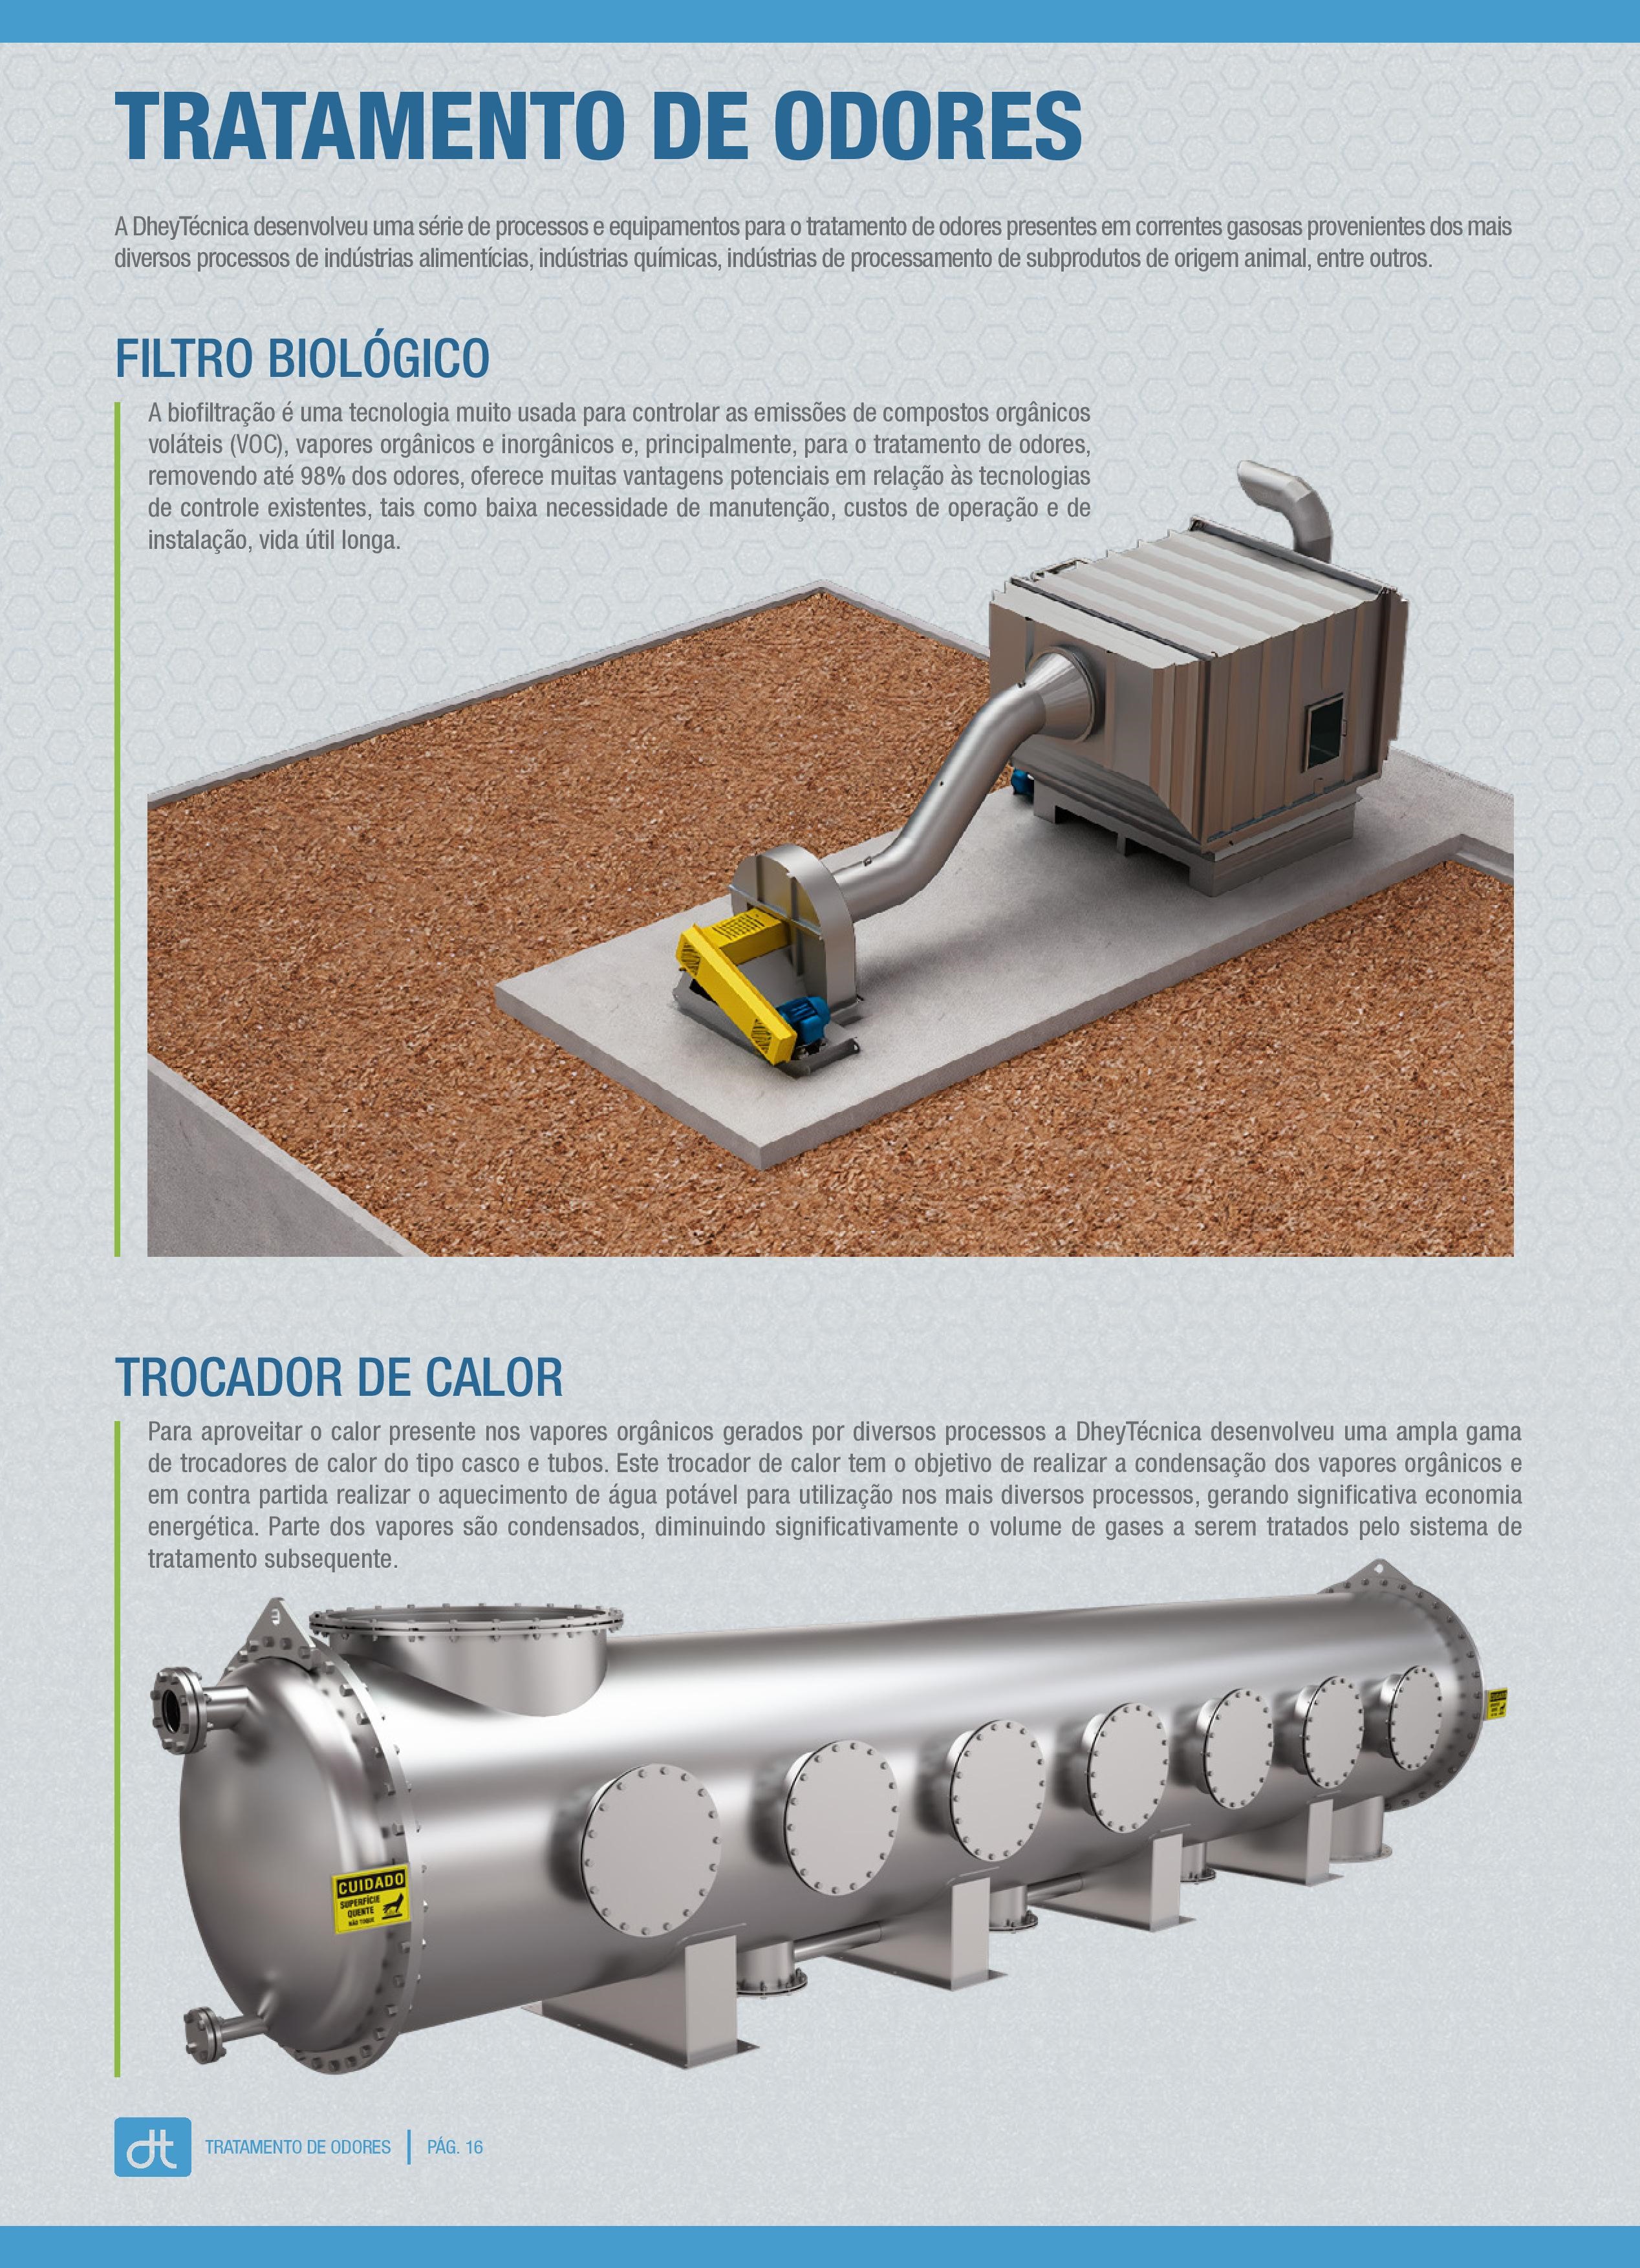 TRATAMENTO DE ODORES
A DheyTécnica desenvolveu uma série de processos e equipamentos para o tratamento de odores presentes em correntes gasosas provenientes dos mais
diversos processos de indústrias alimentícias, indústrias químicas, indústrias de processamento de subprodutos de origem animal, entre outros.
FILTRO BIOLÓGICO
A biofiltração é uma tecnologia muito usada para controlar as emissões de compostos orgânicos
voláteis (VOC), vapores orgânicos e inorgânicos e, principalmente, para o tratamento de odores,
removendo até 98% dos odores, oferece muitas vantagens potenciais em relação às tecnologias
de controle existentes, tais como baixa necessidade de manutenção, custos de operação e de
instalação, vida útil longa.
TROCADOR DE CALOR
Para aproveitar o calor presente nos vapores orgânicos gerados por diversos processos a DheyTécnica desenvolveu uma ampla gama
de trocadores de calor do tipo casco e tubos. Este trocador de calor tem o objetivo de realizar a condensação dos vapores orgânicos e
em contra partida realizar o aquecimento de água potável para utilização nos mais diversos processos, gerando significativa economia
energética. Parte dos vapores são condensados, diminuindo significativamente o volume de gases a serem tratados pelo sistema de
tratamento subsequente.
CUIDADO
SUPERFÍCIE
QUENTE
NÃO TOQUE
dt
TRATAMENTO DE ODORES | PÁG. 16